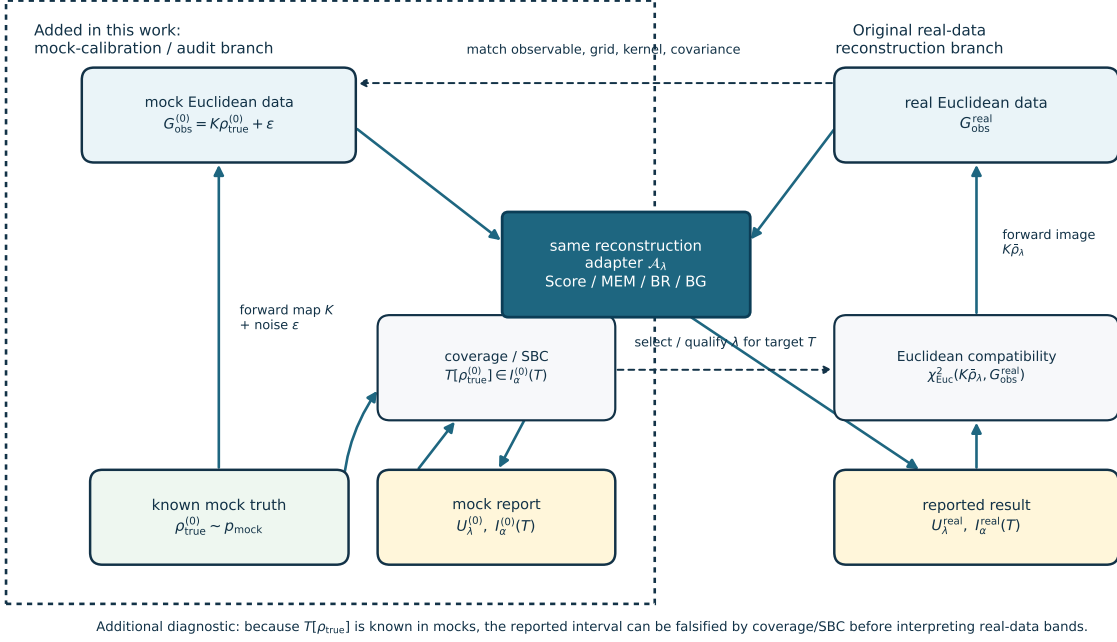 Added in this work:
mock-calibration / audit branch
match observable, grid, kernel, covariance
Original real-data
reconstruction branch
mock Euclidean data
G_obs^(0) = Kρ_true^(0) + ε
real Euclidean data
G_obs^real
same reconstruction
adapter 𝒜_λ
Score / MEM / BR / BG
forward image
Kρ̄_λ
forward map K
+ noise ε
select / qualify λ for target T
coverage / SBC
T[ρ_true^(0)] ∈ I_α^(0)(T)
Euclidean compatibility
χ_Euc^2(Kρ̄_λ, G_obs^real)
known mock truth
ρ_true^(0) ~ p_mock
mock report
U_λ^(0), I_α^(0)(T)
reported result
U_λ^real, I_α^real(T)
Additional diagnostic: because T[ρ_true] is known in mocks, the reported interval can be falsified by coverage/SBC before interpreting real-data bands.